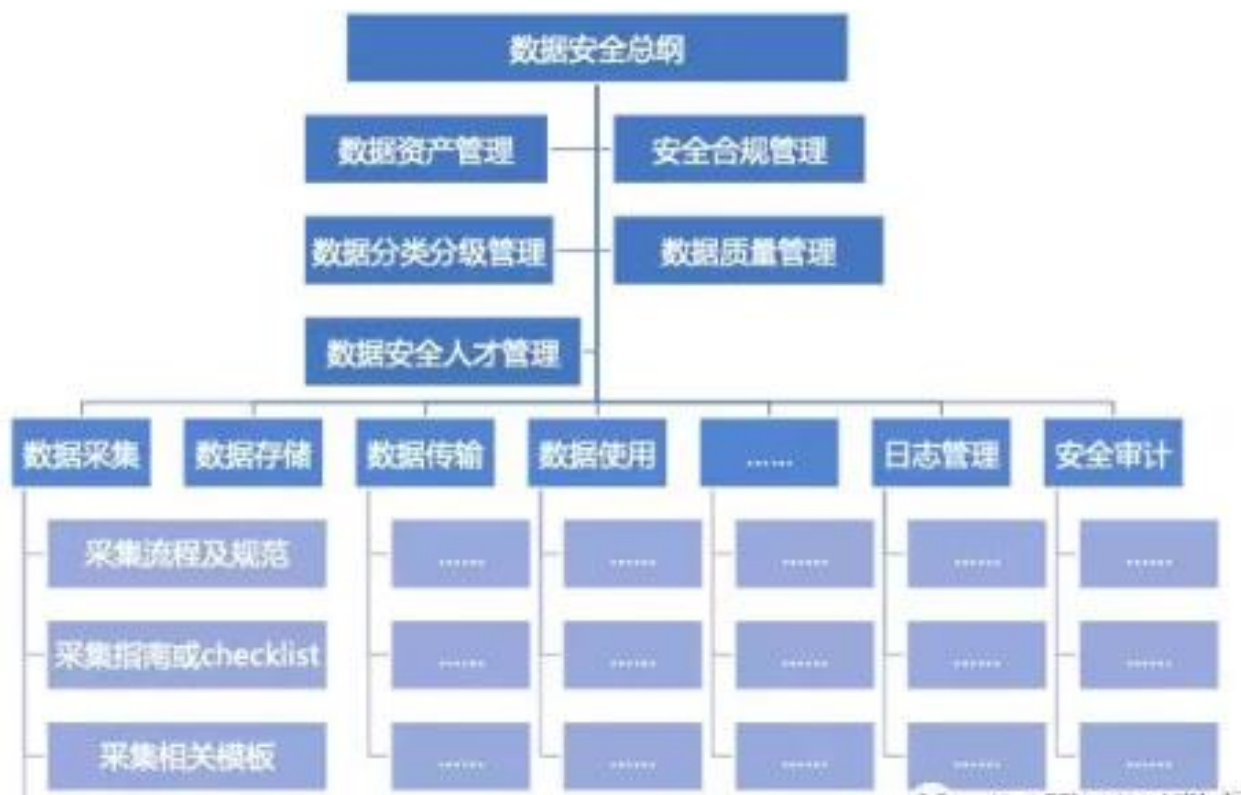 数据安全总纲
数据资产管理 安全合规管理
数据分类分级管理 数据质量管理
数据安全人才管理
数据采集 数据存储 数据传输 数据使用 …… 日志管理 安全审计
采集流程及规范 …… …… …… …… ……
采集指南或checklist …… …… …… …… ……
采集相关模板 …… …… …… …… ……